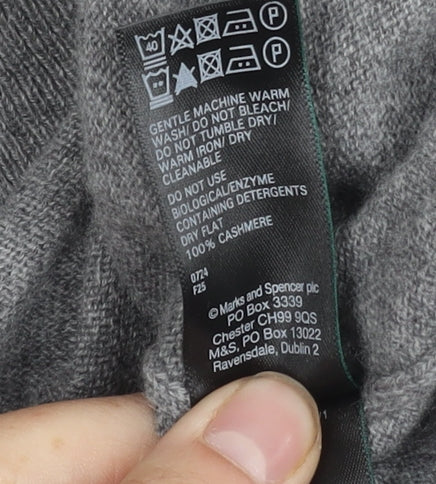 40 P
P
GENTLE MACHINE WARM
WASH/ DO NOT BLEACH/
DO NOT TUMBLE DRY/
WARM IRON/ DRY
CLEANABLE
DO NOT USE
BIOLOGICAL/ENZYME
CONTAINING DETERGENTS
DRY FLAT
100% CASHMERE
0724
F25
© Marks and Spencer plc
PO Box 3339
Chester CH99 9QS
M&S, PO Box 13022
Ravensdale, Dublin 2